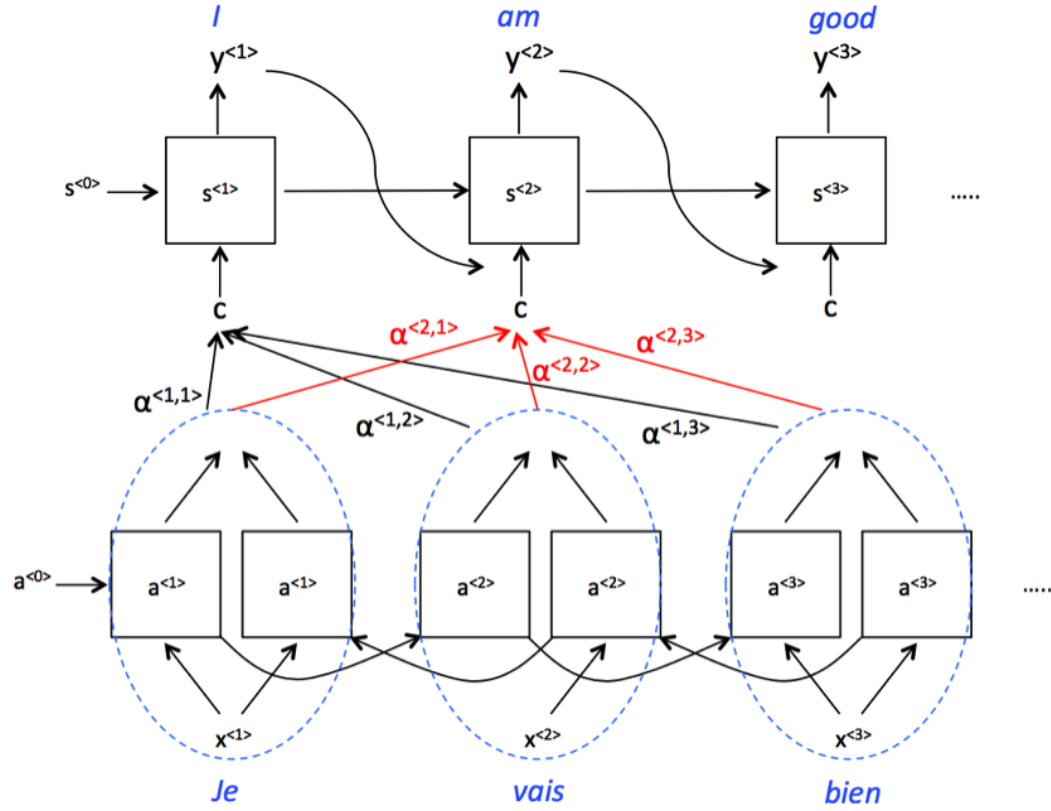 I am good
y<1> y<2> y<3>
s<0> s<1> s<2> s<3> .....
c c c
α<2,1> α<2,2> α<2,3>
α<1,1> α<1,2> α<1,3>
a<0> a<1> a<1> a<2> a<2> a<3> a<3> .....
x<1> x<2> x<3>
Je vais bien